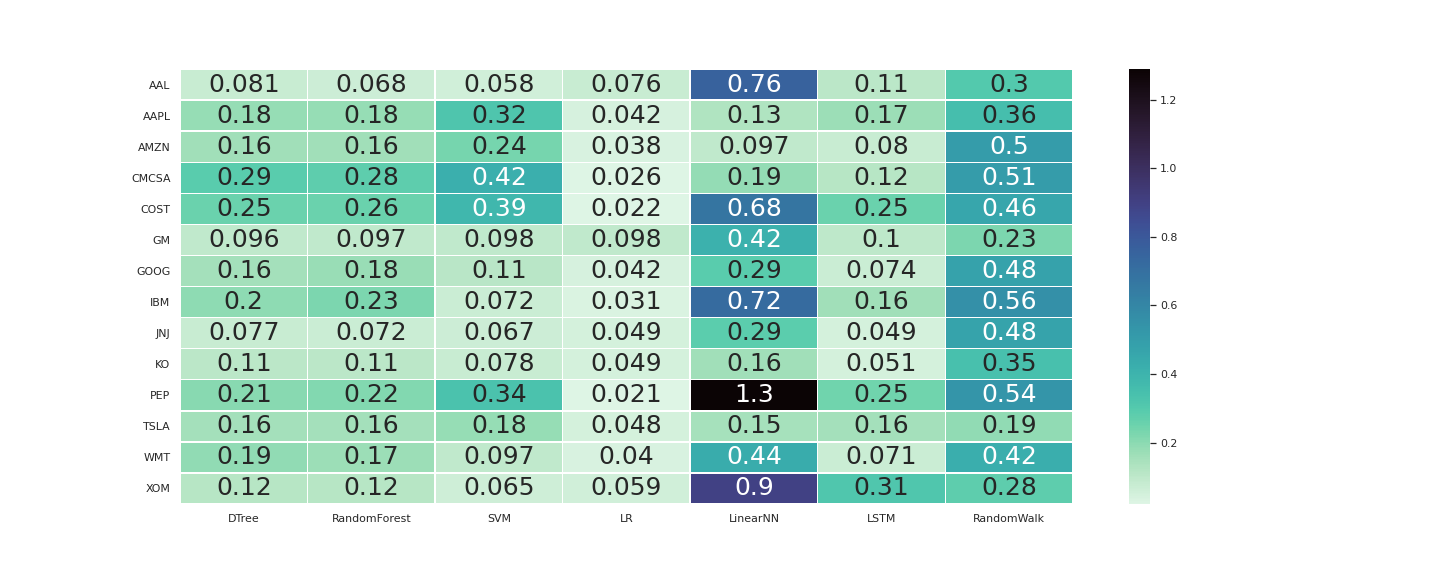 AAL 0.081 0.068 0.058 0.076 0.76 0.11 0.3
AAPL 0.18 0.18 0.32 0.042 0.13 0.17 0.36
AMZN 0.16 0.16 0.24 0.038 0.097 0.08 0.5
CMCSA 0.29 0.28 0.42 0.026 0.19 0.12 0.51
COST 0.25 0.26 0.39 0.022 0.68 0.25 0.46
GM 0.096 0.097 0.098 0.098 0.42 0.1 0.23
GOOG 0.16 0.18 0.11 0.042 0.29 0.074 0.48
IBM 0.2 0.23 0.072 0.031 0.72 0.16 0.56
JNJ 0.077 0.072 0.067 0.049 0.29 0.049 0.48
KO 0.11 0.11 0.078 0.049 0.16 0.051 0.35
PEP 0.21 0.22 0.34 0.021 1.3 0.25 0.54
TSLA 0.16 0.16 0.18 0.048 0.15 0.16 0.19
WMT 0.19 0.17 0.097 0.04 0.44 0.071 0.42
XOM 0.12 0.12 0.065 0.059 0.9 0.31 0.28
DTree RandomForest SVM LR LinearNN LSTM RandomWalk
1.2
1.0
0.8
0.6
0.4
0.2